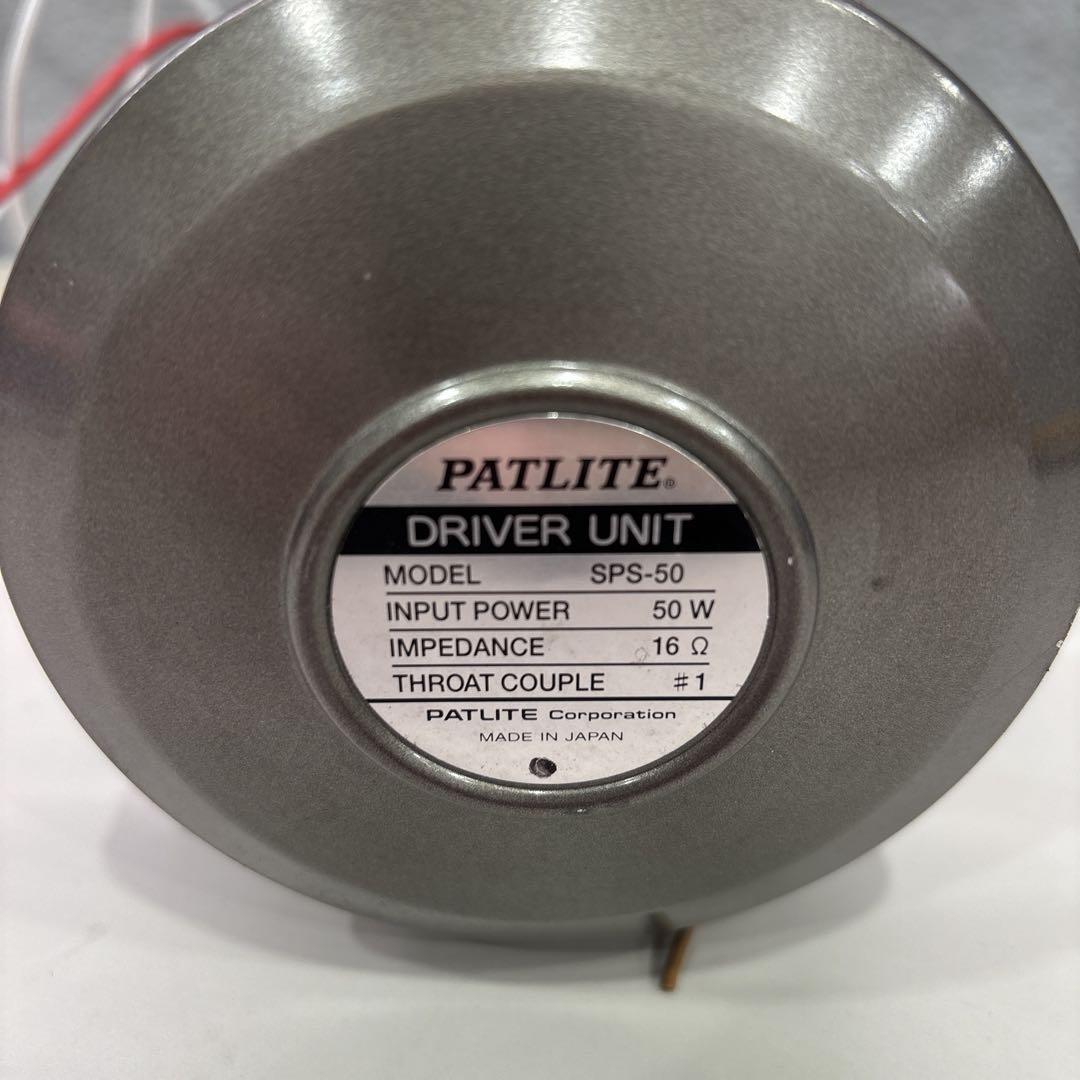 PATLITE®
DRIVER UNIT
MODEL SPS-50
INPUT POWER 50 W
IMPEDANCE 16 Ω
THROAT COUPLE #1
PATLITE Corporation
MADE IN JAPAN